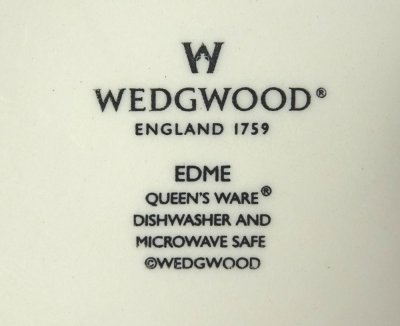 W
WEDGWOOD®
ENGLAND 1759
EDME
QUEEN'S WARE®
DISHWASHER AND
MICROWAVE SAFE
©WEDGWOOD